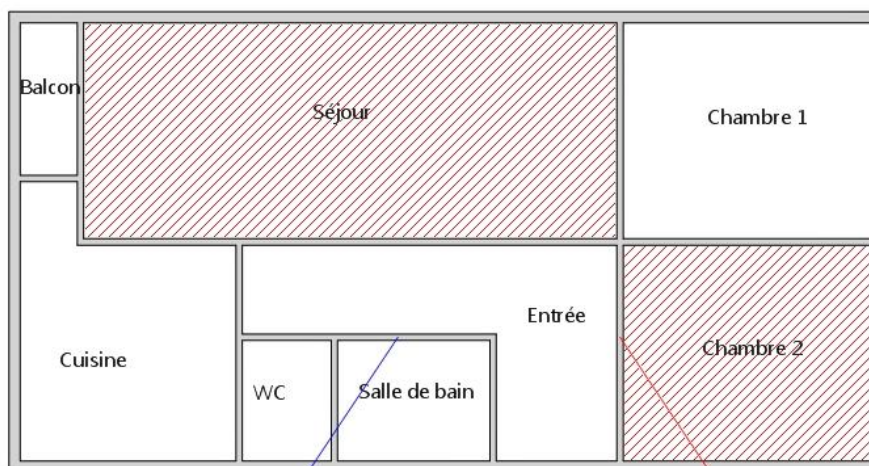 Balcon
Séjour
Chambre 1
Entrée
Chambre 2
Cuisine
WC
Salle de bain